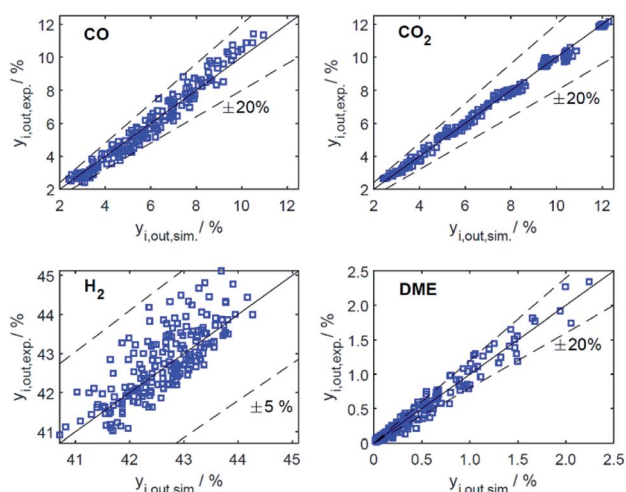 CO
12
10
8
6
4
2
y_i,out,exp. / %
±20%
2 4 6 8 10 12
y_i,out,sim. / %
CO2
12
10
8
6
4
2
y_i,out,exp. / %
±20%
2 4 6 8 10 12
y_i,out,sim. / %
H2
45
44
43
42
41
y_i,out,exp. / %
±5 %
41 42 43 44 45
y_i,out,sim. / %
DME
2.5
2.0
1.5
1.0
0.5
0
y_i,out,exp. / %
±20%
0 0.5 1.0 1.5 2.0 2.5
y_i,out,sim. / %